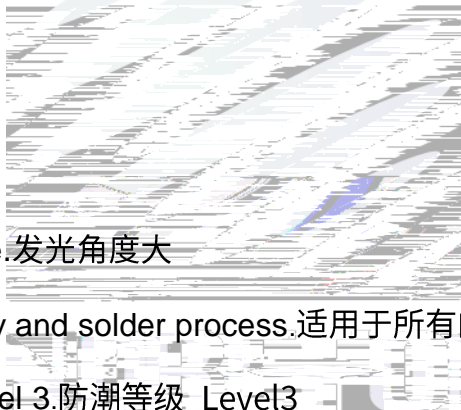 .发光角度大
and solder process.适用于所有
el 3.防潮等级 Level3